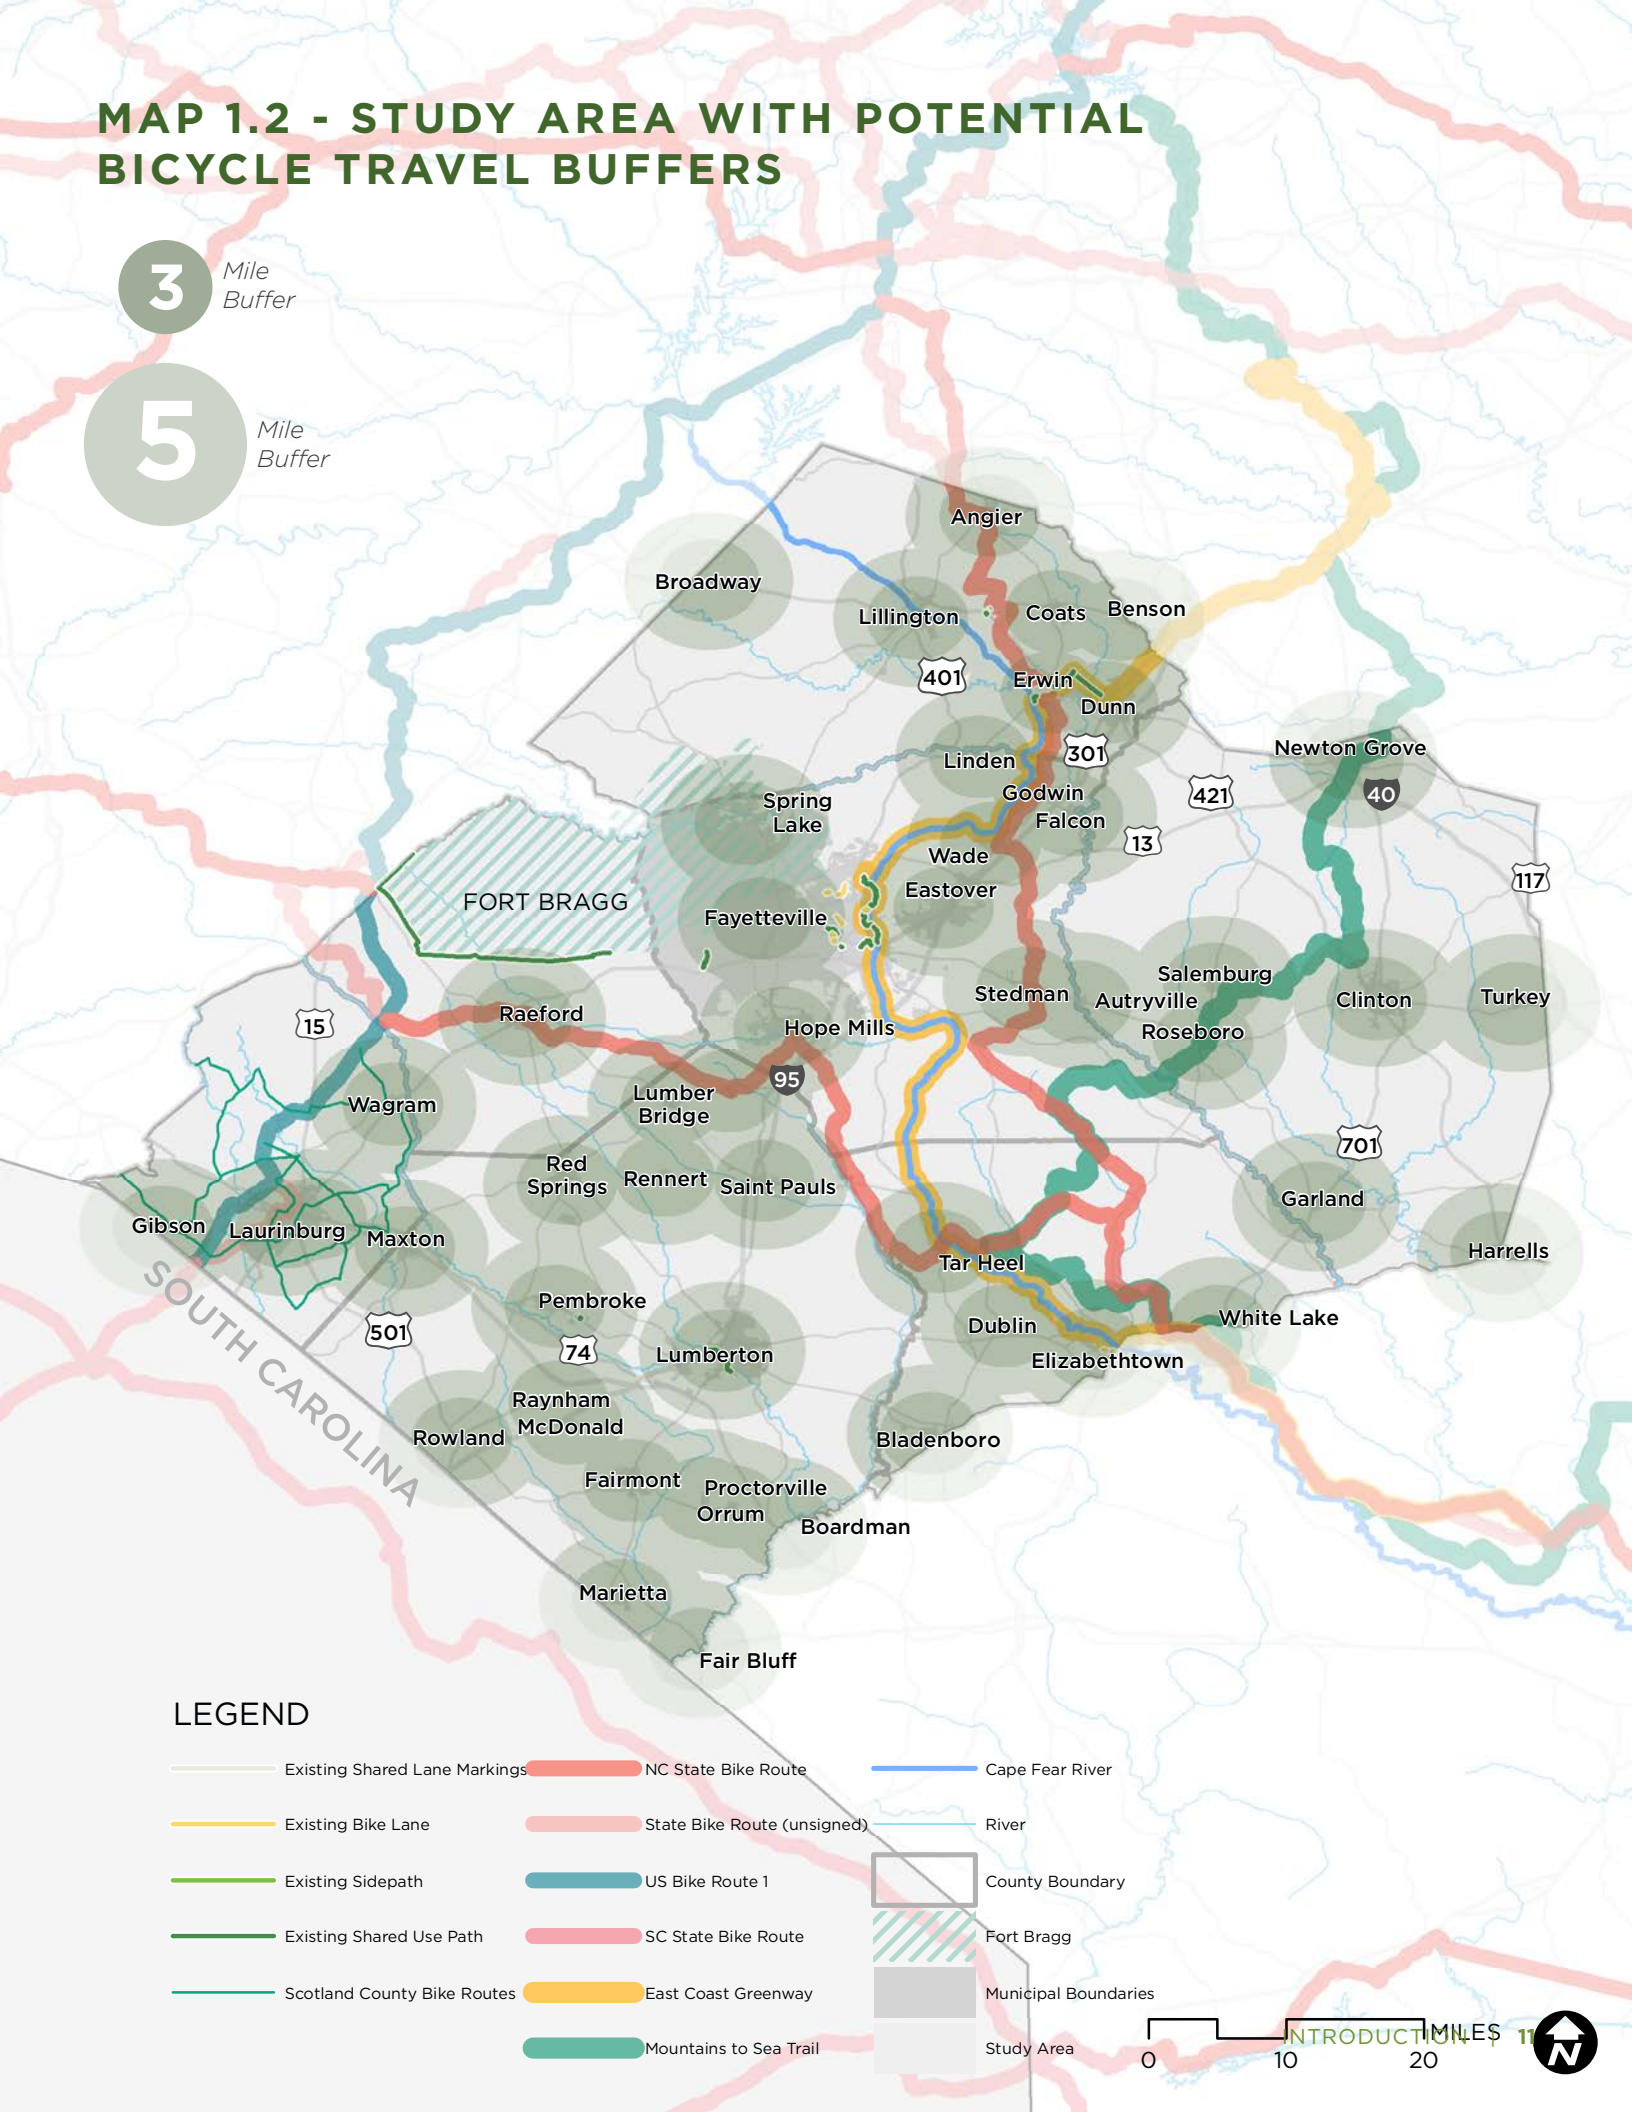 MAP 1.2 - STUDY AREA WITH POTENTIAL
BICYCLE TRAVEL BUFFERS
3
Mile
Buffer
5
Mile
Buffer
Angier
Broadway
Lillington
Coats
Benson
401
Erwin
Dunn
Linden
301
Newton Grove
Spring
Lake
Godwin
421
40
Falcon
13
Wade
117
FORT BRAGG
Eastover
Fayetteville
Salemburg
Stedman
Autryville
Clinton
Turkey
15
Raeford
Hope Mills
Roseboro
95
Wagram
Lumber
Bridge
701
Red
Springs
Rennert
Saint Pauls
Garland
Gibson
Laurinburg
Maxton
Harrells
Tar Heel
SOUTH CAROLINA
Pembroke
501
74
White Lake
Dublin
Lumberton
Elizabethtown
Raynham
McDonald
Rowland
Bladenboro
Fairmont
Proctorville
Orrum
Boardman
Marietta
Fair Bluff
LEGEND
Existing Shared Lane Markings
NC State Bike Route
Cape Fear River
Existing Bike Lane
State Bike Route (unsigned)
River
Existing Sidepath
US Bike Route 1
County Boundary
Existing Shared Use Path
SC State Bike Route
Fort Bragg
Scotland County Bike Routes
East Coast Greenway
Municipal Boundaries
Mountains to Sea Trail
Study Area
MILES
0
10
20
INTRODUCTION | 11
N